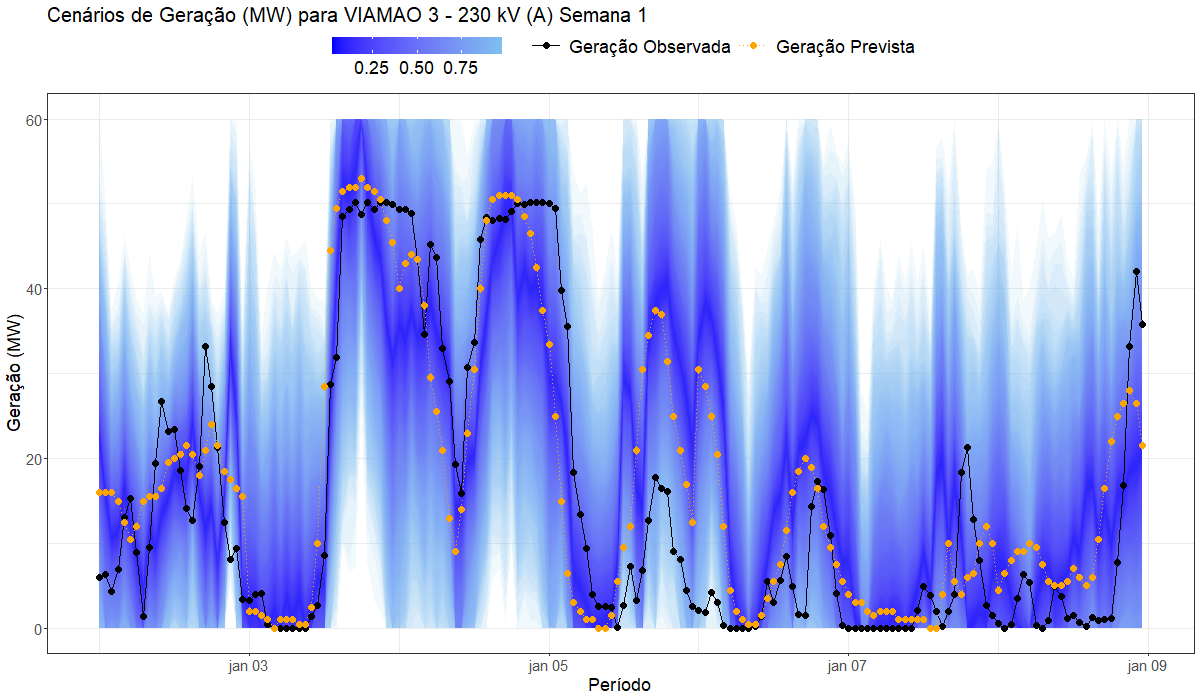 Cenários de Geração (MW) para VIAMAO 3 - 230 kV (A) Semana 1
0.25 0.50 0.75 Geração Observada Geração Prevista
60
40
20
0
Geração (MW)
jan 03 jan 05 jan 07 jan 09
Período